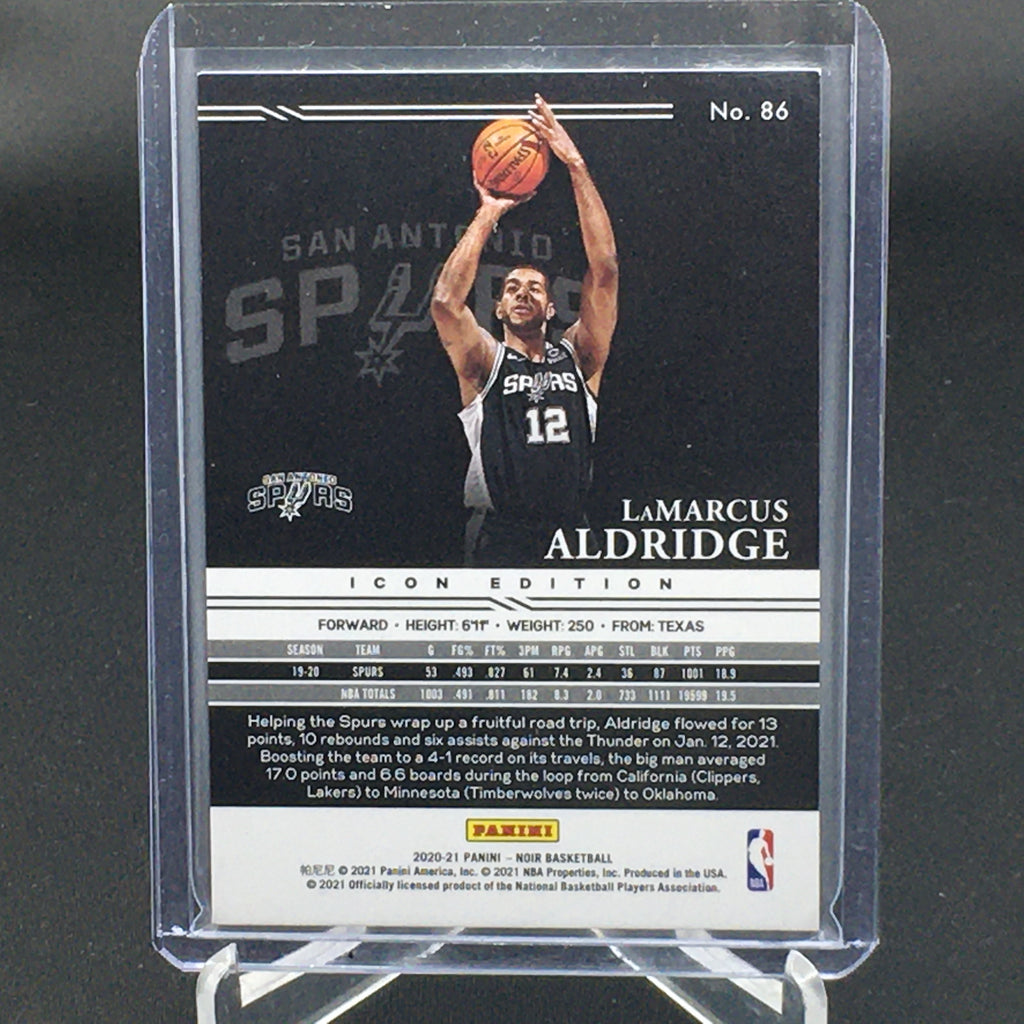 No. 86
SAN ANTONIO
SPURS
SPALDING
SPURS
12
SAN ANTONIO
SPURS
LAMARCUS
ALDRIDGE
ICON EDITION
FORWARD • HEIGHT: 6'11" • WEIGHT: 250 • FROM: TEXAS
SEASON TEAM G FG% FT% 3PM RPG APG STL BLK PTS PPG
19-20 SPURS 53 .493 .827 61 7.4 2.4 36 87 1001 18.9
NBA TOTALS 1003 .491 .811 182 8.3 2.0 733 1111 19599 19.5
Helping the Spurs wrap up a fruitful road trip, Aldridge flowed for 13
points, 10 rebounds and six assists against the Thunder on Jan. 12, 2021.
Boosting the team to a 4-1 record on its travels, the big man averaged
17.0 points and 6.6 boards during the loop from California (Clippers,
Lakers) to Minnesota (Timberwolves twice) to Oklahoma.
PANINI
2020-21 PANINI – NOIR BASKETBALL
帕尼尼 © 2021 Panini America, Inc. © 2021 NBA Properties, Inc. Produced in the USA.
© 2021 Officially licensed product of the National Basketball Players Association.
NBA